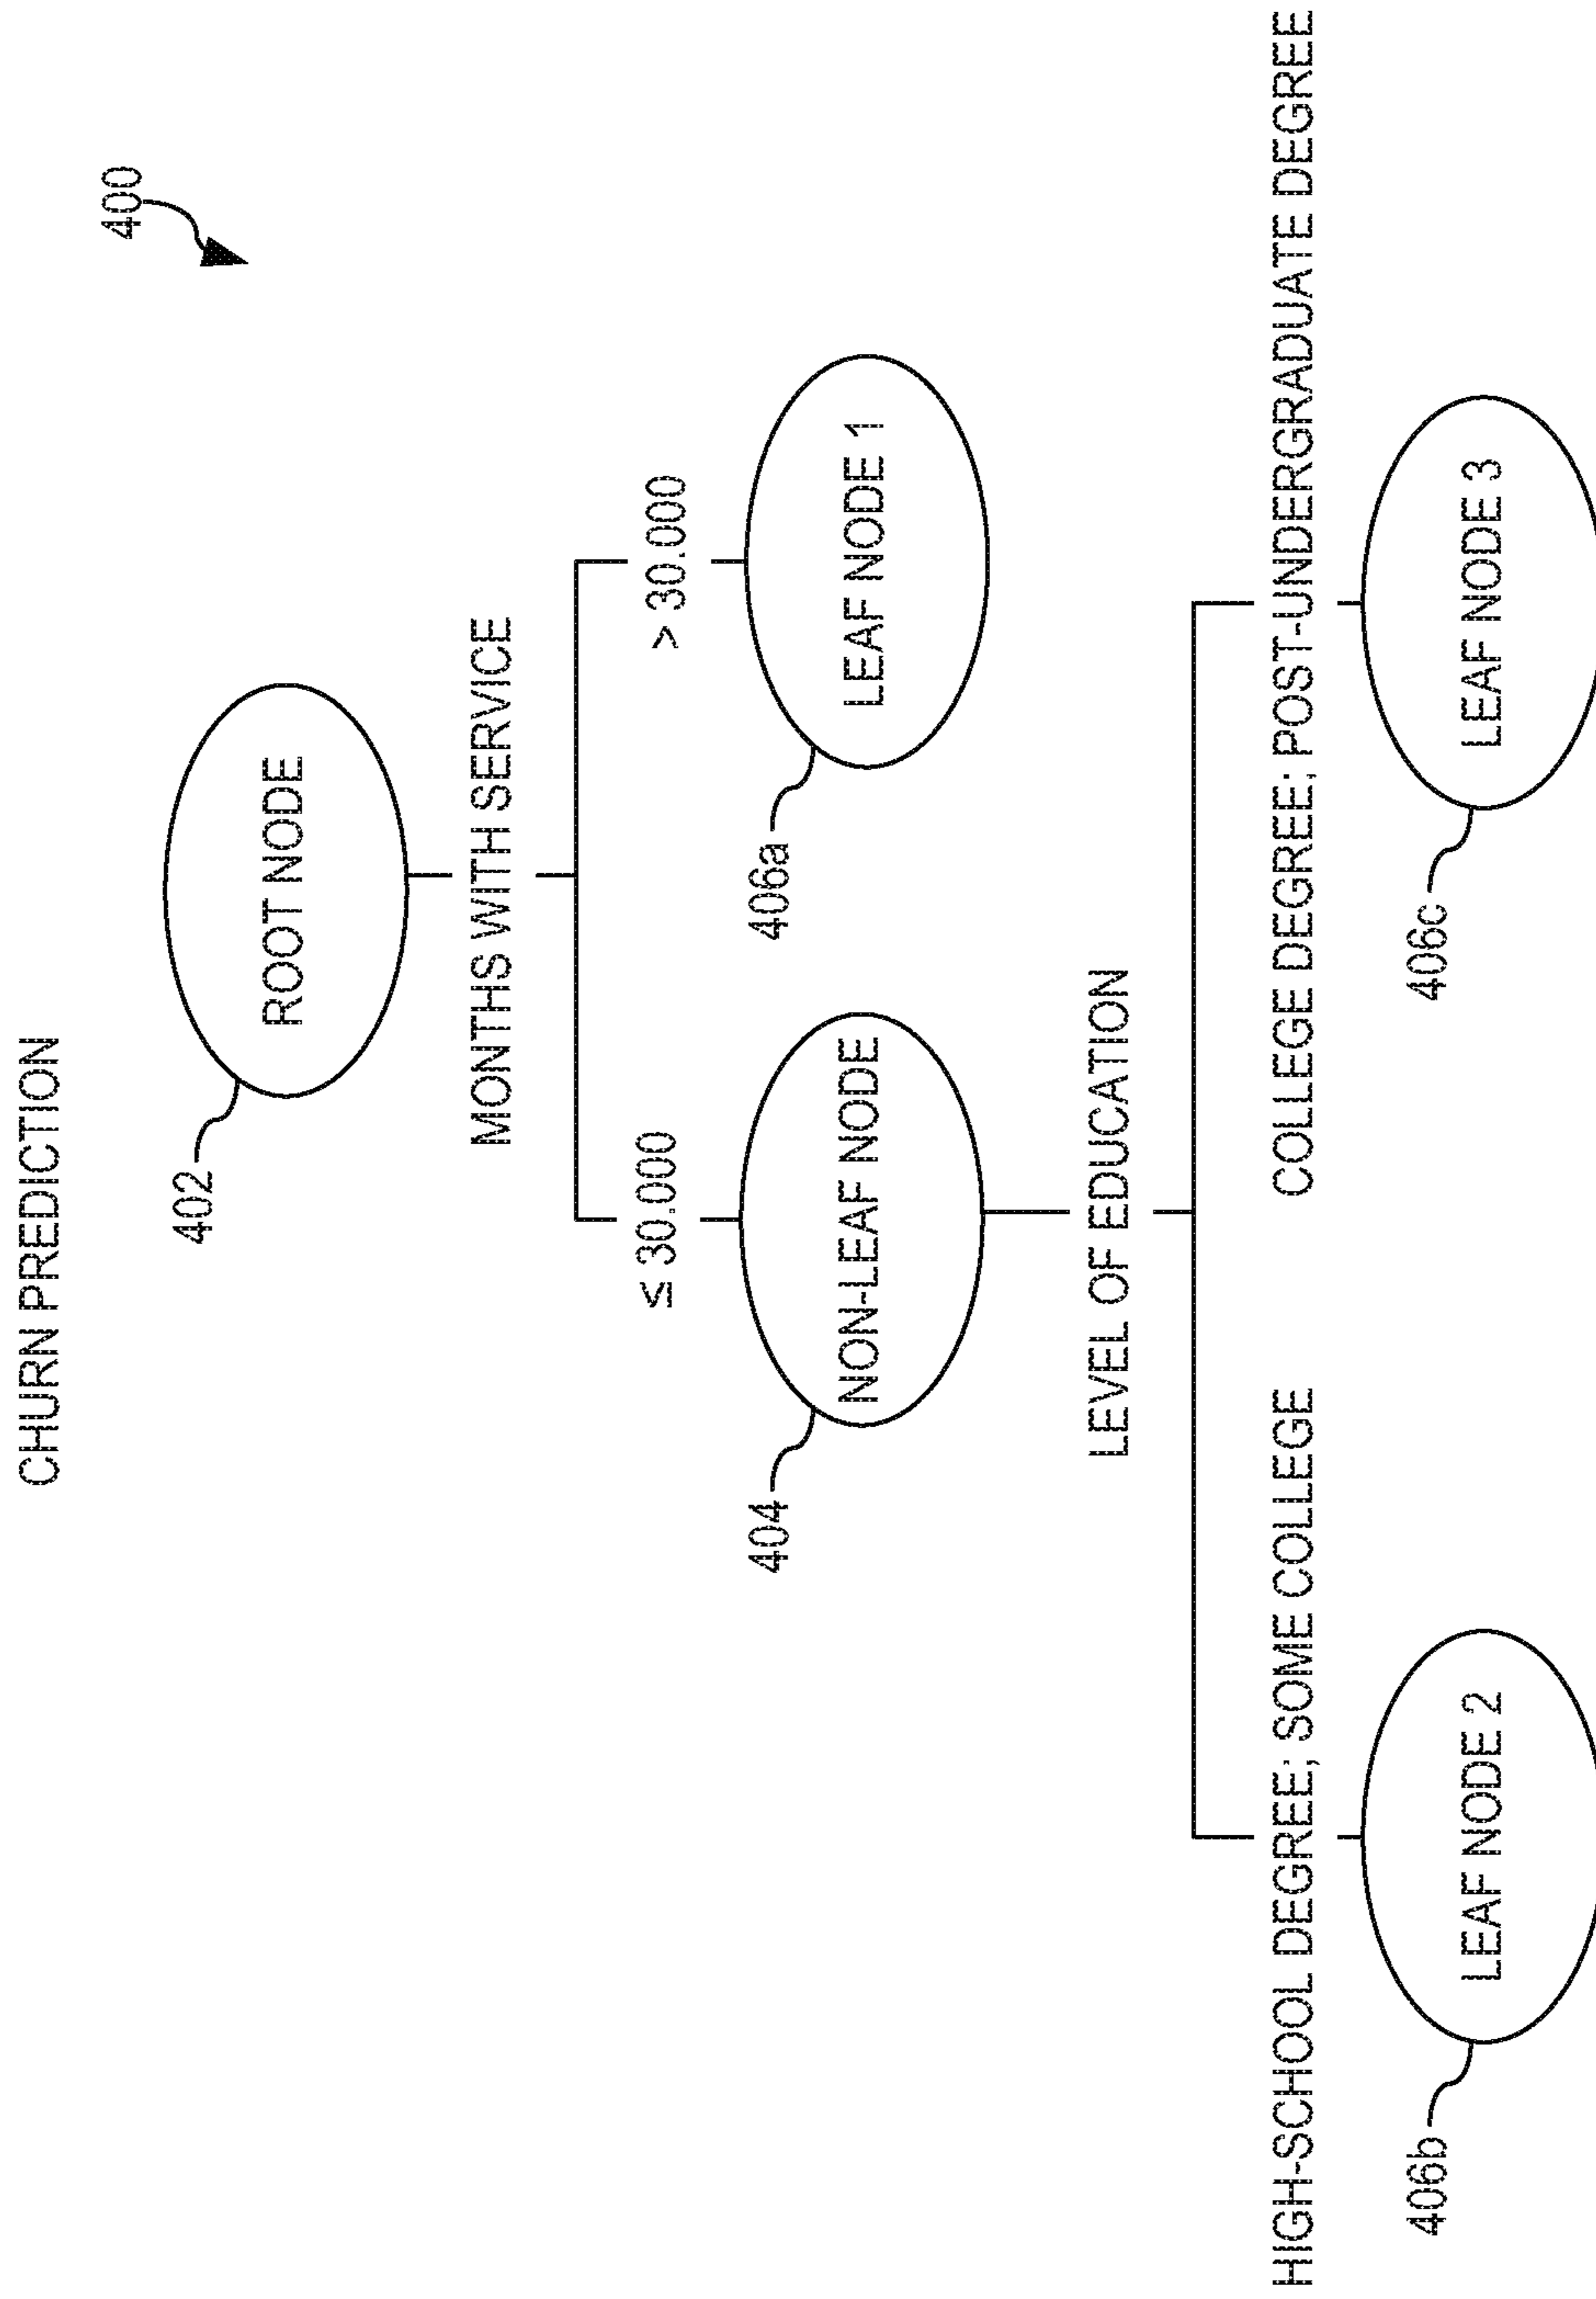 CHURN PREDICTION
400
402
ROOT NODE
MONTHS WITH SERVICE
≤ 30.000
> 30.000
404
NON-LEAF NODE
406a
LEAF NODE 1
LEVEL OF EDUCATION
HIGH-SCHOOL DEGREE; SOME COLLEGE
COLLEGE DEGREE; POST-UNDERGRADUATE DEGREE
406b
LEAF NODE 2
406c
LEAF NODE 3